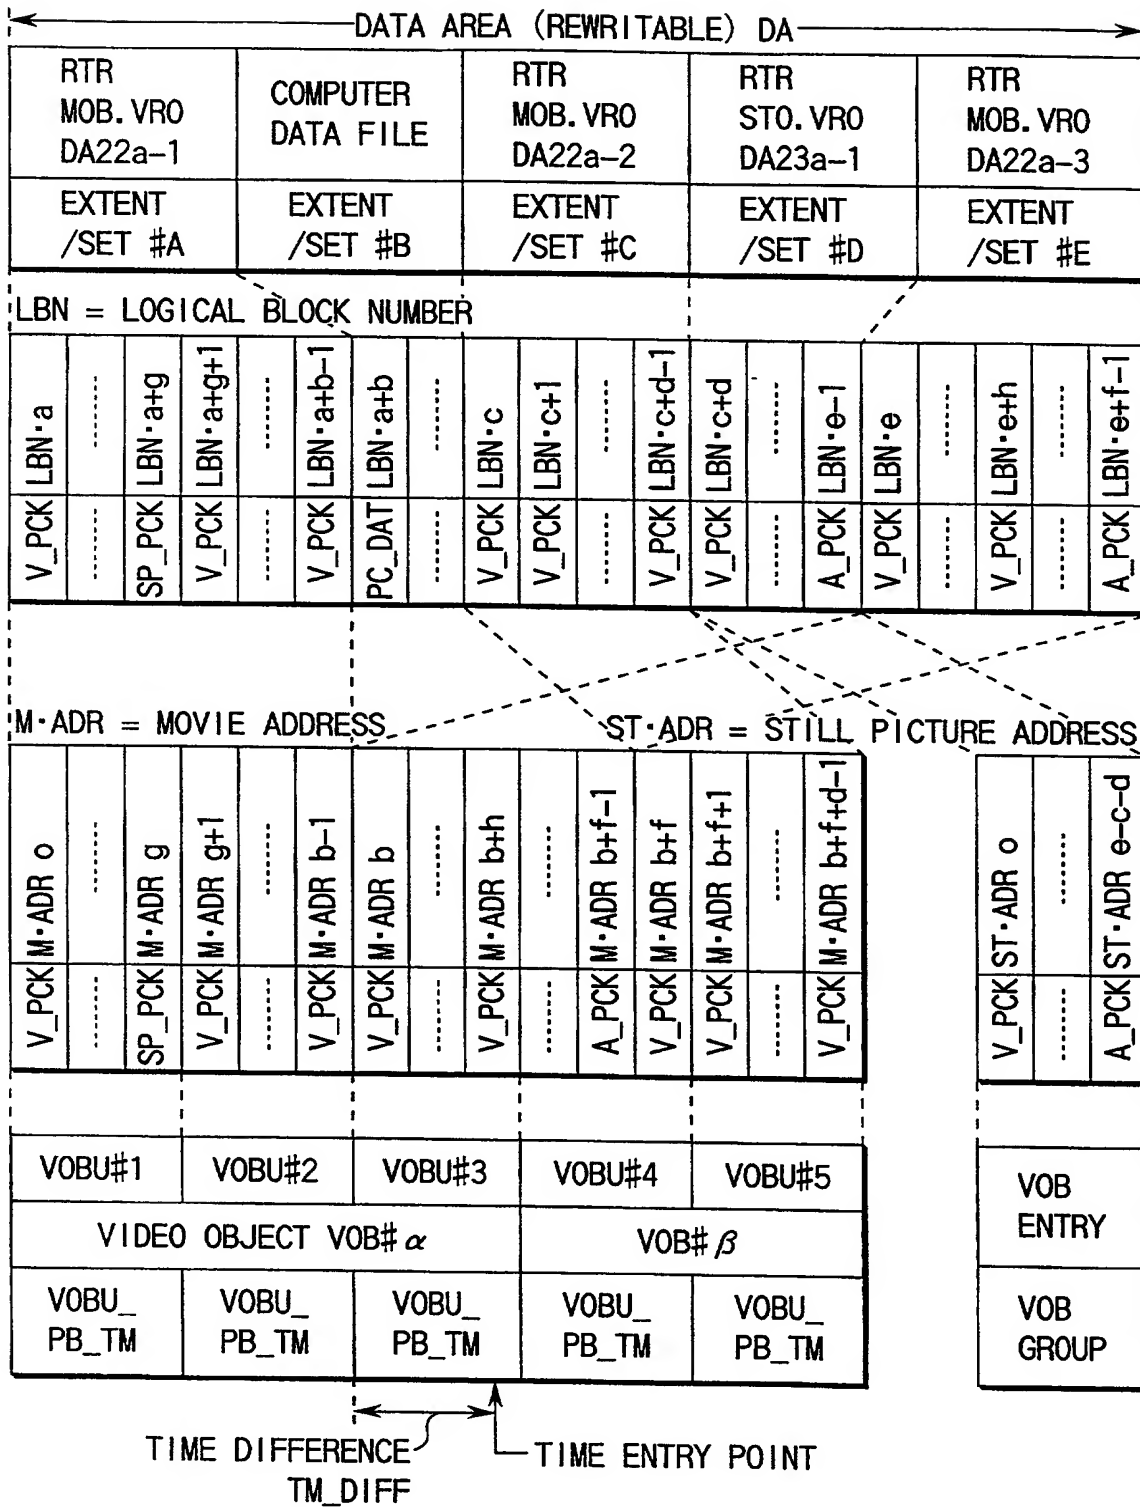 DATA AREA (REWRITABLE) DA
RTR
MOB.VRO
DA22a-1
COMPUTER
DATA FILE
RTR
MOB.VRO
DA22a-2
RTR
STO.VRO
DA23a-1
RTR
MOB.VRO
DA22a-3
EXTENT
/SET #A
EXTENT
/SET #B
EXTENT
/SET #C
EXTENT
/SET #D
EXTENT
/SET #E
LBN = LOGICAL BLOCK NUMBER
LBN·a
LBN·a+g
LBN·a+g+1
LBN·a+b-1
LBN·a+b
LBN·c
LBN·c+1
LBN·c+d-1
LBN·c+d
LBN·e-1
LBN·e
LBN·e+h
LBN·e+f-1
V_PCK
SP_PCK
V_PCK
V_PCK
PC_DAT
V_PCK
V_PCK
V_PCK
V_PCK
A_PCK
V_PCK
V_PCK
A_PCK
M·ADR = MOVIE ADDRESS
ST·ADR = STILL PICTURE ADDRESS
M·ADR o
M·ADR g
M·ADR g+1
M·ADR b-1
M·ADR b
M·ADR b+h
M·ADR b+f-1
M·ADR b+f
M·ADR b+f+1
M·ADR b+f+d-1
ST·ADR o
ST·ADR e-c-d
V_PCK
SP_PCK
V_PCK
V_PCK
V_PCK
V_PCK
A_PCK
V_PCK
V_PCK
V_PCK
V_PCK
A_PCK
VOBU#1
VOBU#2
VOBU#3
VOBU#4
VOBU#5
VIDEO OBJECT VOB#α
VOB#β
VOB
ENTRY
VOBU_
PB_TM
VOBU_
PB_TM
VOBU_
PB_TM
VOBU_
PB_TM
VOBU_
PB_TM
VOB
GROUP
TIME DIFFERENCE
TM_DIFF
TIME ENTRY POINT